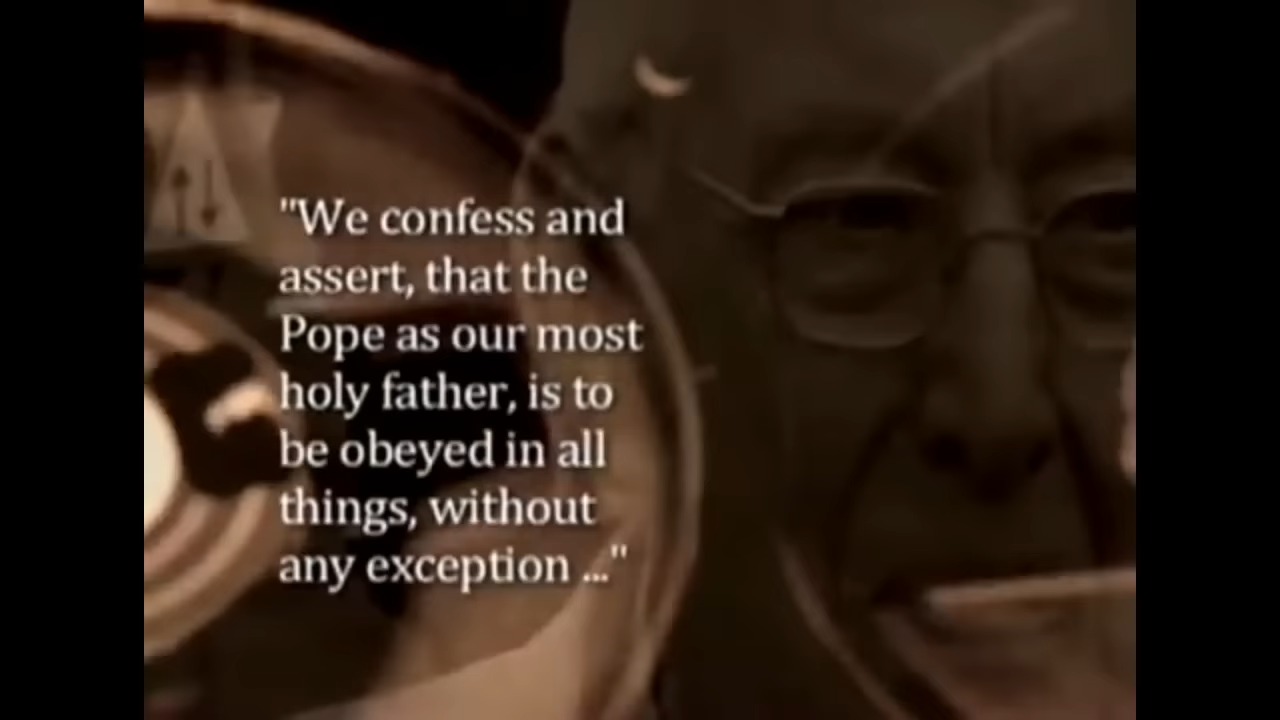 "We confess and
assert, that the
Pope as our most
holy father, is to
be obeyed in all
things, without
any exception ..."